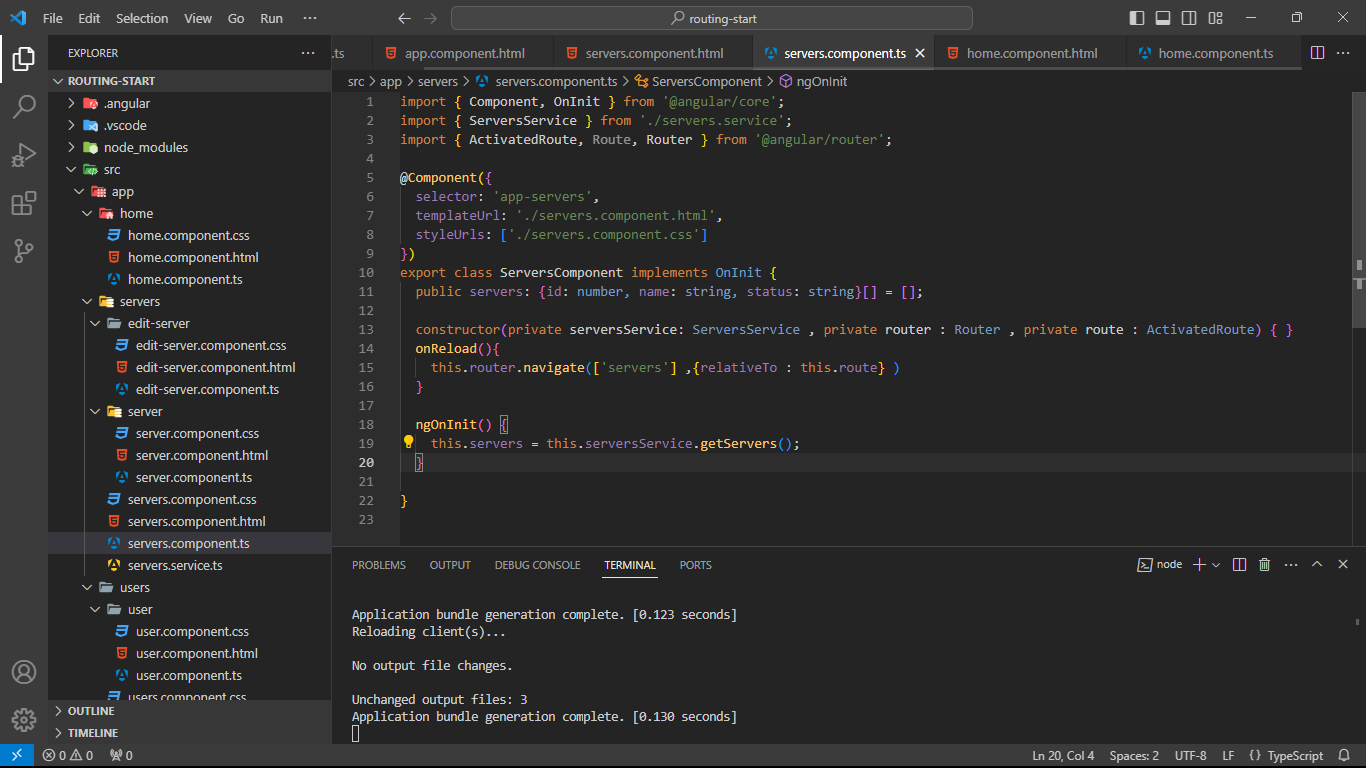 File Edit Selection View Go Run ··· routing-start
EXPLORER ···
ROUTING-START
.angular
.vscode
node_modules
src
app
home
home.component.css
home.component.html
home.component.ts
servers
edit-server
edit-server.component.css
edit-server.component.html
edit-server.component.ts
server
server.component.css
server.component.html
server.component.ts
servers.component.css
servers.component.html
servers.component.ts
servers.service.ts
users
user
user.component.css
user.component.html
user.component.ts
users.component.css
OUTLINE
TIMELINE
.ts app.component.html servers.component.html servers.component.ts home.component.html home.component.ts ···
src > app > servers > servers.component.ts > ServersComponent > ngOnInit
1 import { Component, OnInit } from '@angular/core';
2 import { ServersService } from './servers.service';
3 import { ActivatedRoute, Route, Router } from '@angular/router';
4
5 @Component({
6 selector: 'app-servers',
7 templateUrl: './servers.component.html',
8 styleUrls: ['./servers.component.css']
9 })
10 export class ServersComponent implements OnInit {
11 public servers: {id: number, name: string, status: string}[] = [];
12
13 constructor(private serversService: ServersService , private router : Router , private route : ActivatedRoute) { }
14 onReload(){
15 this.router.navigate(['servers'] ,{relativeTo : this.route} )
16 }
17
18 ngOnInit() {
19 this.servers = this.serversService.getServers();
20 }
21
22 }
23
PROBLEMS OUTPUT DEBUG CONSOLE TERMINAL PORTS node ···
Application bundle generation complete. [0.123 seconds]
Reloading client(s)...
No output file changes.
Unchanged output files: 3
Application bundle generation complete. [0.130 seconds]
0 0 0 Ln 20, Col 4 Spaces: 2 UTF-8 LF {} TypeScript